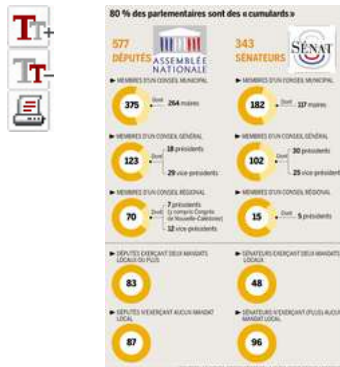 TT+
TT-
80 % des parlementaires sont des « cumulards »
577
DÉPUTÉS
ASSEMBLÉE
NATIONALE
343
SÉNATEURS
SÉNAT
MEMBRES D'UN CONSEIL MUNICIPAL
375
Dont
264 maires
MEMBRES D'UN CONSEIL MUNICIPAL
182
Dont
117 maires
MEMBRES D'UN CONSEIL GÉNÉRAL
123
Dont
18 présidents
29 vice-présidents
MEMBRES D'UN CONSEIL GÉNÉRAL
102
Dont
30 présidents
25 vice-présidents
MEMBRES D'UN CONSEIL RÉGIONAL
70
Dont
7 présidents
(y compris Congrès
de Nouvelle-Calédonie)
12 vice-présidents
MEMBRES D'UN CONSEIL RÉGIONAL
15
Dont
5 présidents
DÉPUTÉS EXERÇANT DEUX MANDATS
LOCAUX OU PLUS
83
SÉNATEURS EXERÇANT DEUX MANDATS
LOCAUX
48
DÉPUTÉS N'EXERÇANT AUCUN MANDAT
LOCAL
87
SÉNATEURS N'EXERÇANT (PLUS) AUCUN
MANDAT LOCAL
96